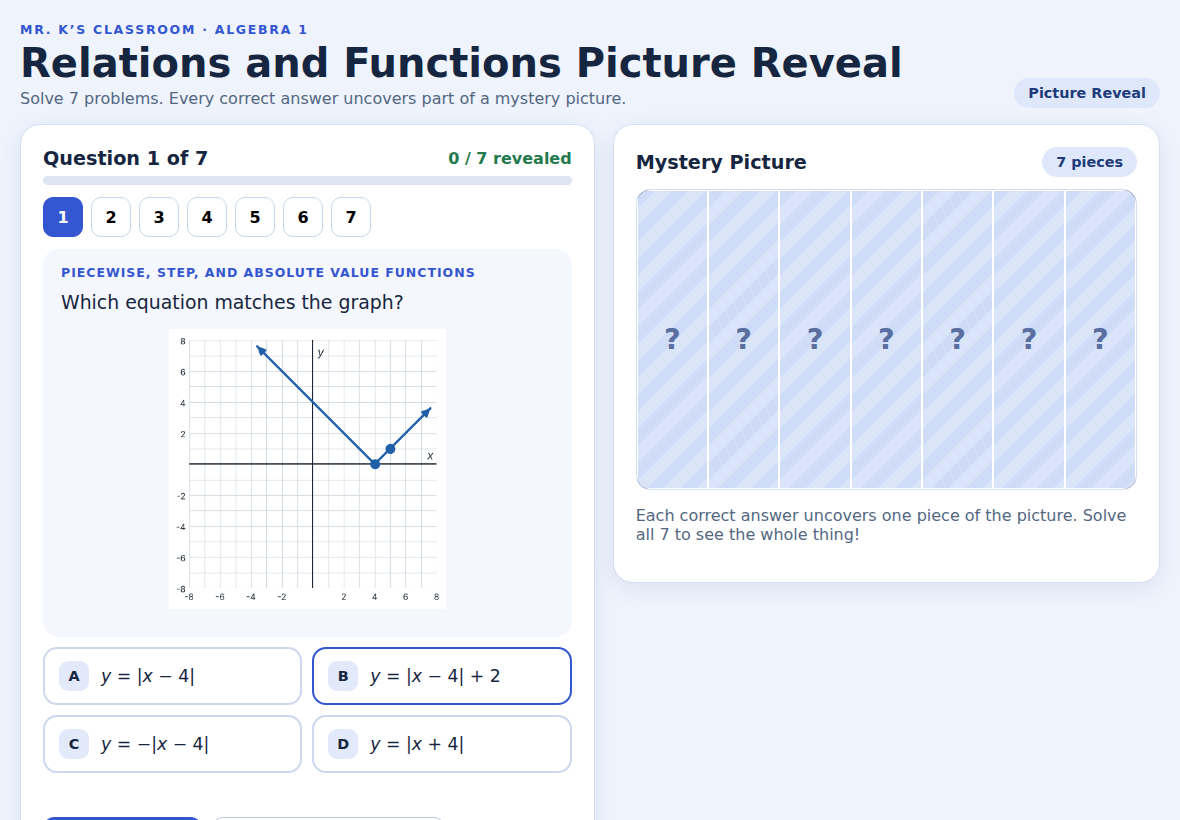 MR. K’S CLASSROOM · ALGEBRA 1
Relations and Functions Picture Reveal
Solve 7 problems. Every correct answer uncovers part of a mystery picture.
Picture Reveal
Question 1 of 7
0 / 7 revealed
1 2 3 4 5 6 7
PIECEWISE, STEP, AND ABSOLUTE VALUE FUNCTIONS
Which equation matches the graph?
8
y
6
4
2
x
-2
-4
-6
-8
-8 -6 -4 -2 2 4 6 8
A y = |x − 4|
B y = |x − 4| + 2
C y = −|x − 4|
D y = |x + 4|
Mystery Picture
7 pieces
? ? ? ? ? ? ?
Each correct answer uncovers one piece of the picture. Solve
all 7 to see the whole thing!